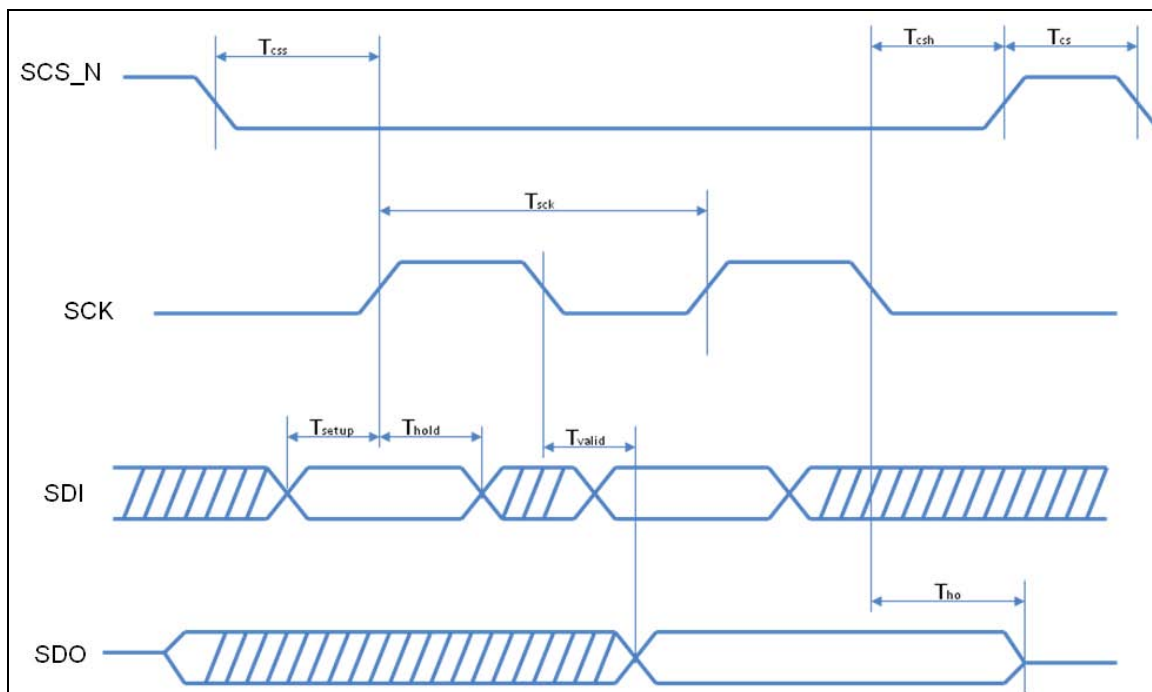 Tcss
Tcsh
Tcs
SCS_N
Tsck
SCK
Tsetup
Thold
Tvalid
SDI
Tho
SDO